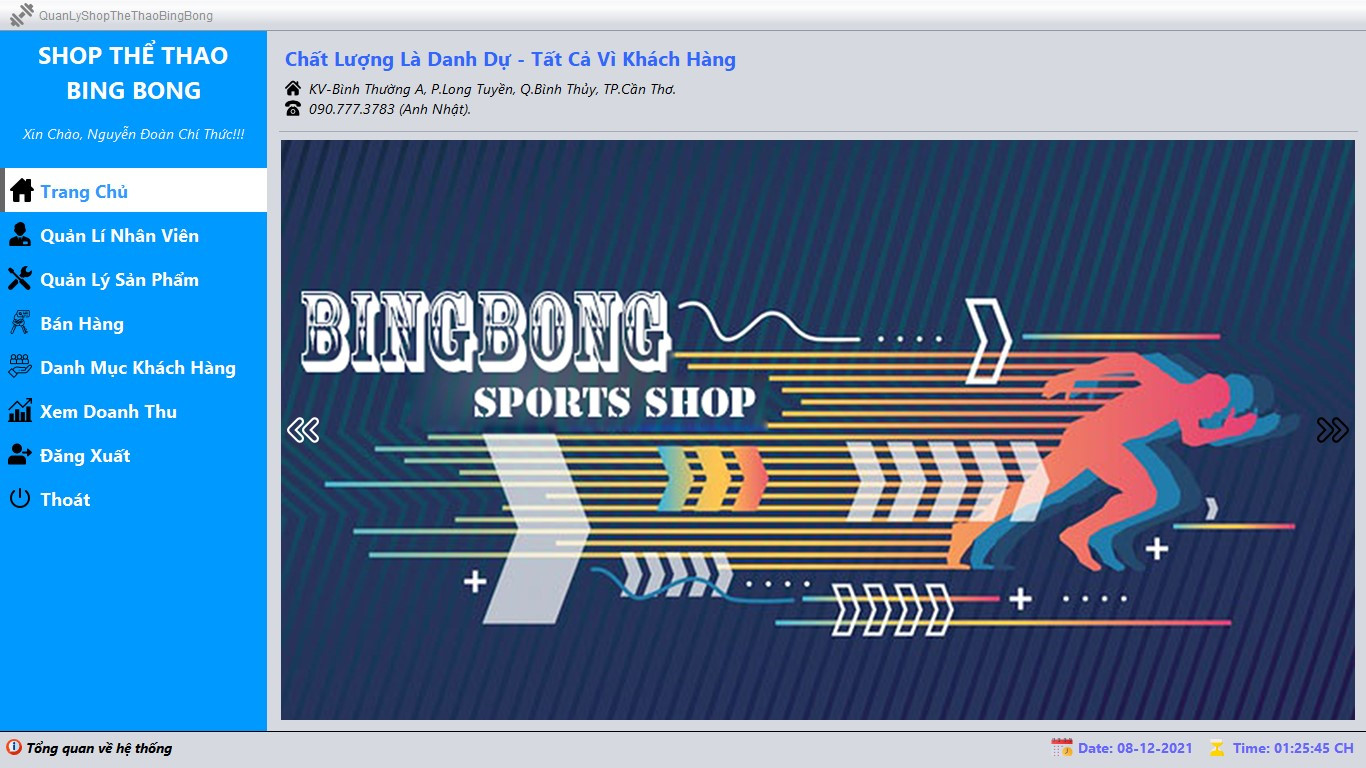 QuanLyShopTheThaoBingBong
SHOP THỂ THAO
BING BONG
Xin Chào, Nguyễn Đoàn Chí Thức!!!
Trang Chủ
Quản Lí Nhân Viên
Quản Lý Sản Phẩm
Bán Hàng
Danh Mục Khách Hàng
Xem Doanh Thu
Đăng Xuất
Thoát
Chất Lượng Là Danh Dự - Tất Cả Vì Khách Hàng
KV-Bình Thường A, P.Long Tuyền, Q.Bình Thủy, TP.Cần Thơ.
090.777.3783 (Anh Nhật).
BINGBONG
SPORTS SHOP
Tổng quan về hệ thống
Date: 08-12-2021
Time: 01:25:45 CH